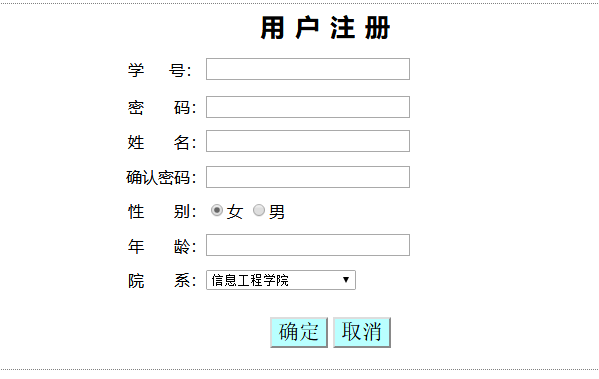 用 户 注 册
学 号：
密 码：
姓 名：
确认密码：
性 别： 女 男
年 龄：
院 系： 信息工程学院
确定 取消